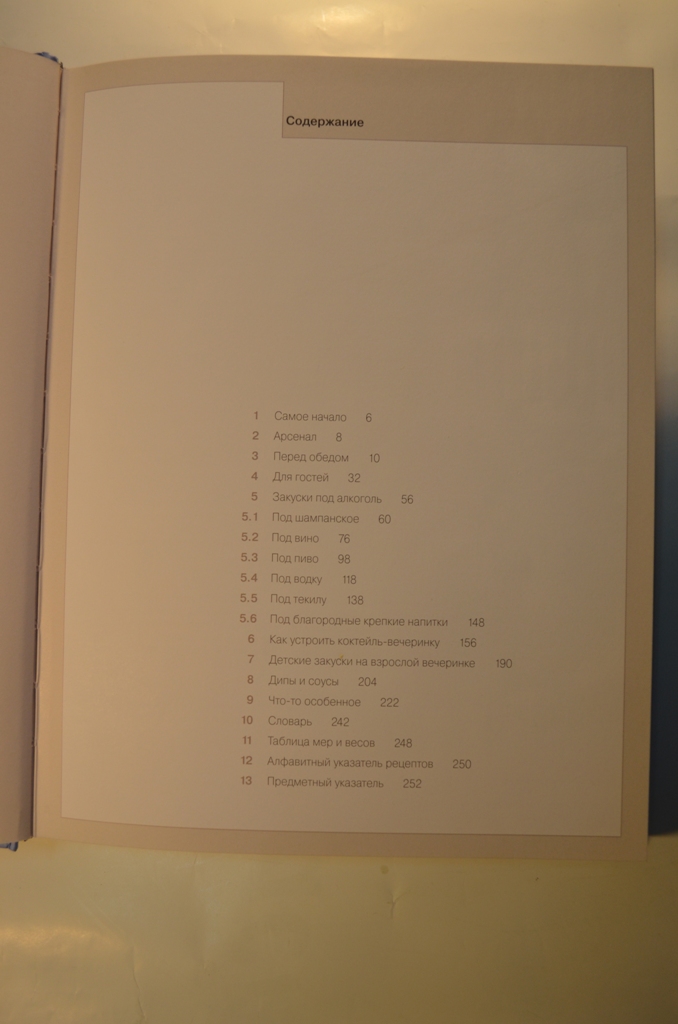 Содержание
1 Самое начало 6
2 Арсенал 8
3 Перед обедом 10
4 Для гостей 32
5 Закуски под алкоголь 56
5.1 Под шампанское 60
5.2 Под вино 76
5.3 Под пиво 98
5.4 Под водку 118
5.5 Под текилу 138
5.6 Под благородные крепкие напитки 148
6 Как устроить коктейль-вечеринку 156
7 Детские закуски на взрослой вечеринке 190
8 Дипы и соусы 204
9 Что-то особенное 222
10 Словарь 242
11 Таблица мер и весов 248
12 Алфавитный указатель рецептов 250
13 Предметный указатель 252